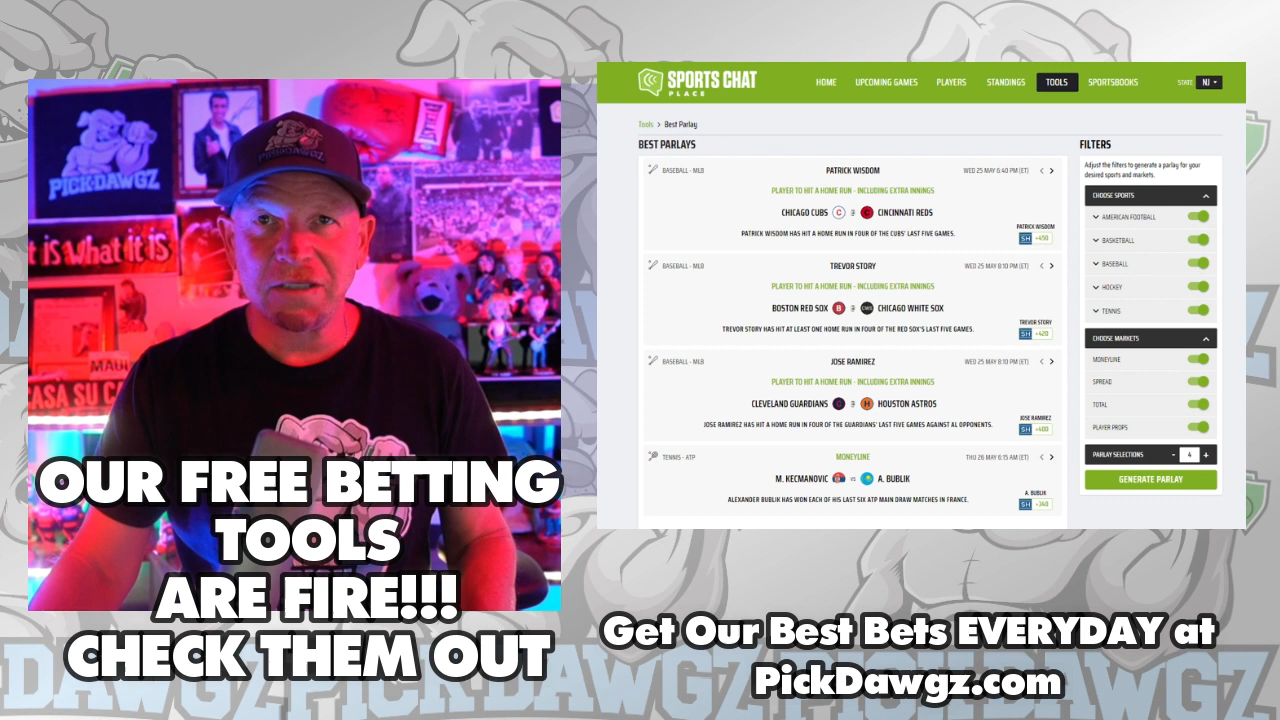 PICK DAWGZ
t is What it is
MAUI
CASA SU CA
PICKDAWGZ
OUR FREE BETTING
TOOLS
ARE FIRE!!!
CHECK THEM OUT
SPORTS CHAT
PLACE
HOME
UPCOMING GAMES
PLAYERS
STANDINGS
TOOLS
SPORTSBOOKS
STATE
NJ
Tools > Best Parlay
BEST PARLAYS
BASEBALL - MLB
PATRICK WISDOM
WED 25 MAY 6:40 PM (ET)
PLAYER TO HIT A HOME RUN - INCLUDING EXTRA INNINGS
CHICAGO CUBS @ CINCINNATI REDS
PATRICK WISDOM HAS HIT A HOME RUN IN FOUR OF THE CUBS' LAST FIVE GAMES.
PATRICK WISDOM
SH +450
BASEBALL - MLB
TREVOR STORY
WED 25 MAY 8:10 PM (ET)
PLAYER TO HIT A HOME RUN - INCLUDING EXTRA INNINGS
BOSTON RED SOX @ CHICAGO WHITE SOX
TREVOR STORY HAS HIT AT LEAST ONE HOME RUN IN FOUR OF THE RED SOX'S LAST FIVE GAMES.
TREVOR STORY
SH +420
BASEBALL - MLB
JOSE RAMIREZ
WED 25 MAY 8:10 PM (ET)
PLAYER TO HIT A HOME RUN - INCLUDING EXTRA INNINGS
CLEVELAND GUARDIANS @ HOUSTON ASTROS
JOSE RAMIREZ HAS HIT A HOME RUN IN FOUR OF THE GUARDIANS' LAST FIVE GAMES AGAINST AL OPPONENTS.
JOSE RAMIREZ
SH +400
TENNIS - ATP
MONEYLINE
THU 26 MAY 6:15 AM (ET)
M. KECMANOVIC VS A. BUBLIK
ALEXANDER BUBLIK HAS WON EACH OF HIS LAST SIX ATP MAIN DRAW MATCHES IN FRANCE.
A. BUBLIK
SH +340
FILTERS
Adjust the filters to generate a parlay for your
desired sports and markets.
CHOOSE SPORTS
AMERICAN FOOTBALL
BASKETBALL
BASEBALL
HOCKEY
TENNIS
CHOOSE MARKETS
MONEYLINE
SPREAD
TOTAL
PLAYER PROPS
PARLAY SELECTIONS - 4 +
GENERATE PARLAY
Get Our Best Bets EVERYDAY at
PickDawgz.com